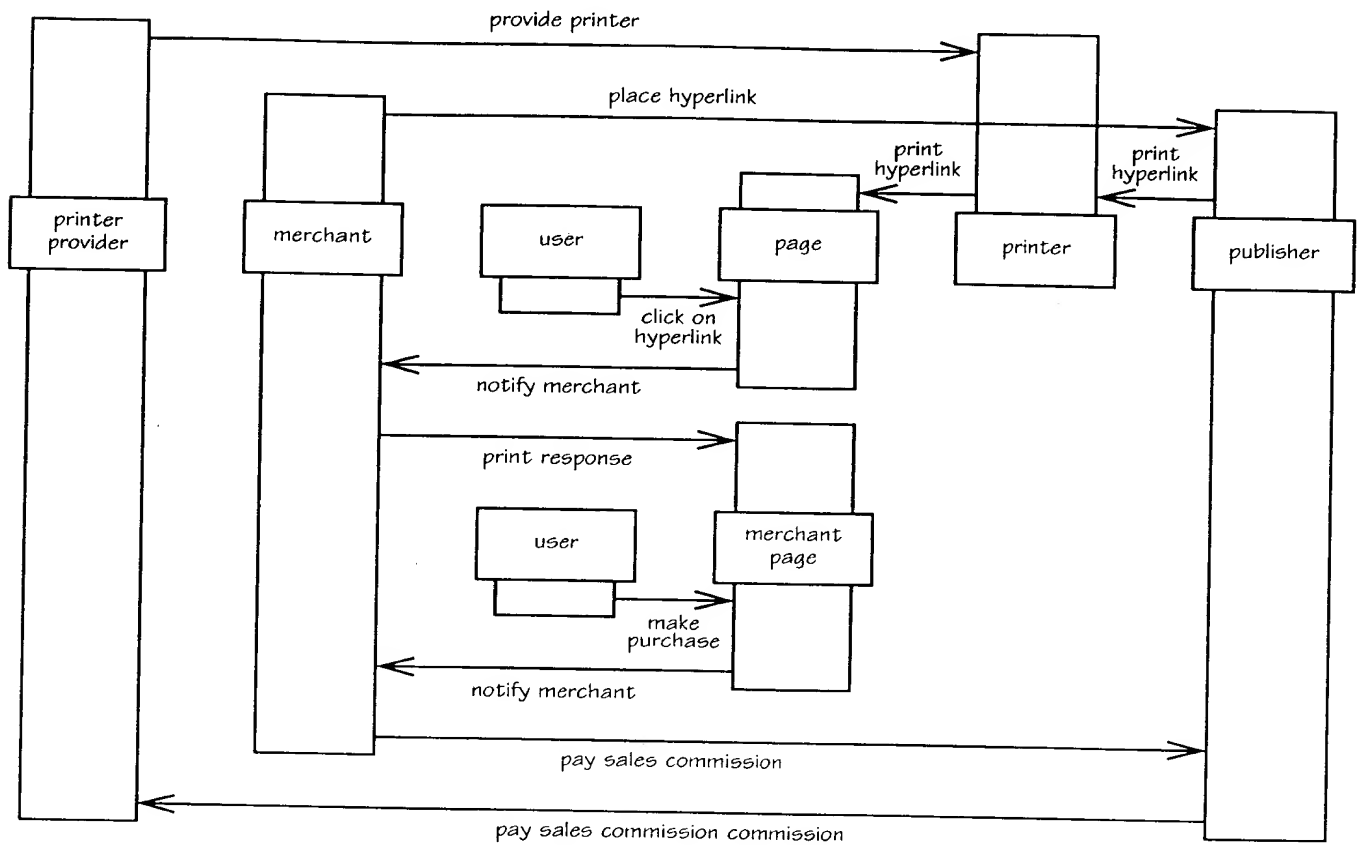 provide printer
place hyperlink
print
hyperlink
print
hyperlink
printer
provider
merchant
user
page
printer
publisher
click on
hyperlink
notify merchant
print response
user
merchant
page
make
purchase
notify merchant
pay sales commission
pay sales commission commission